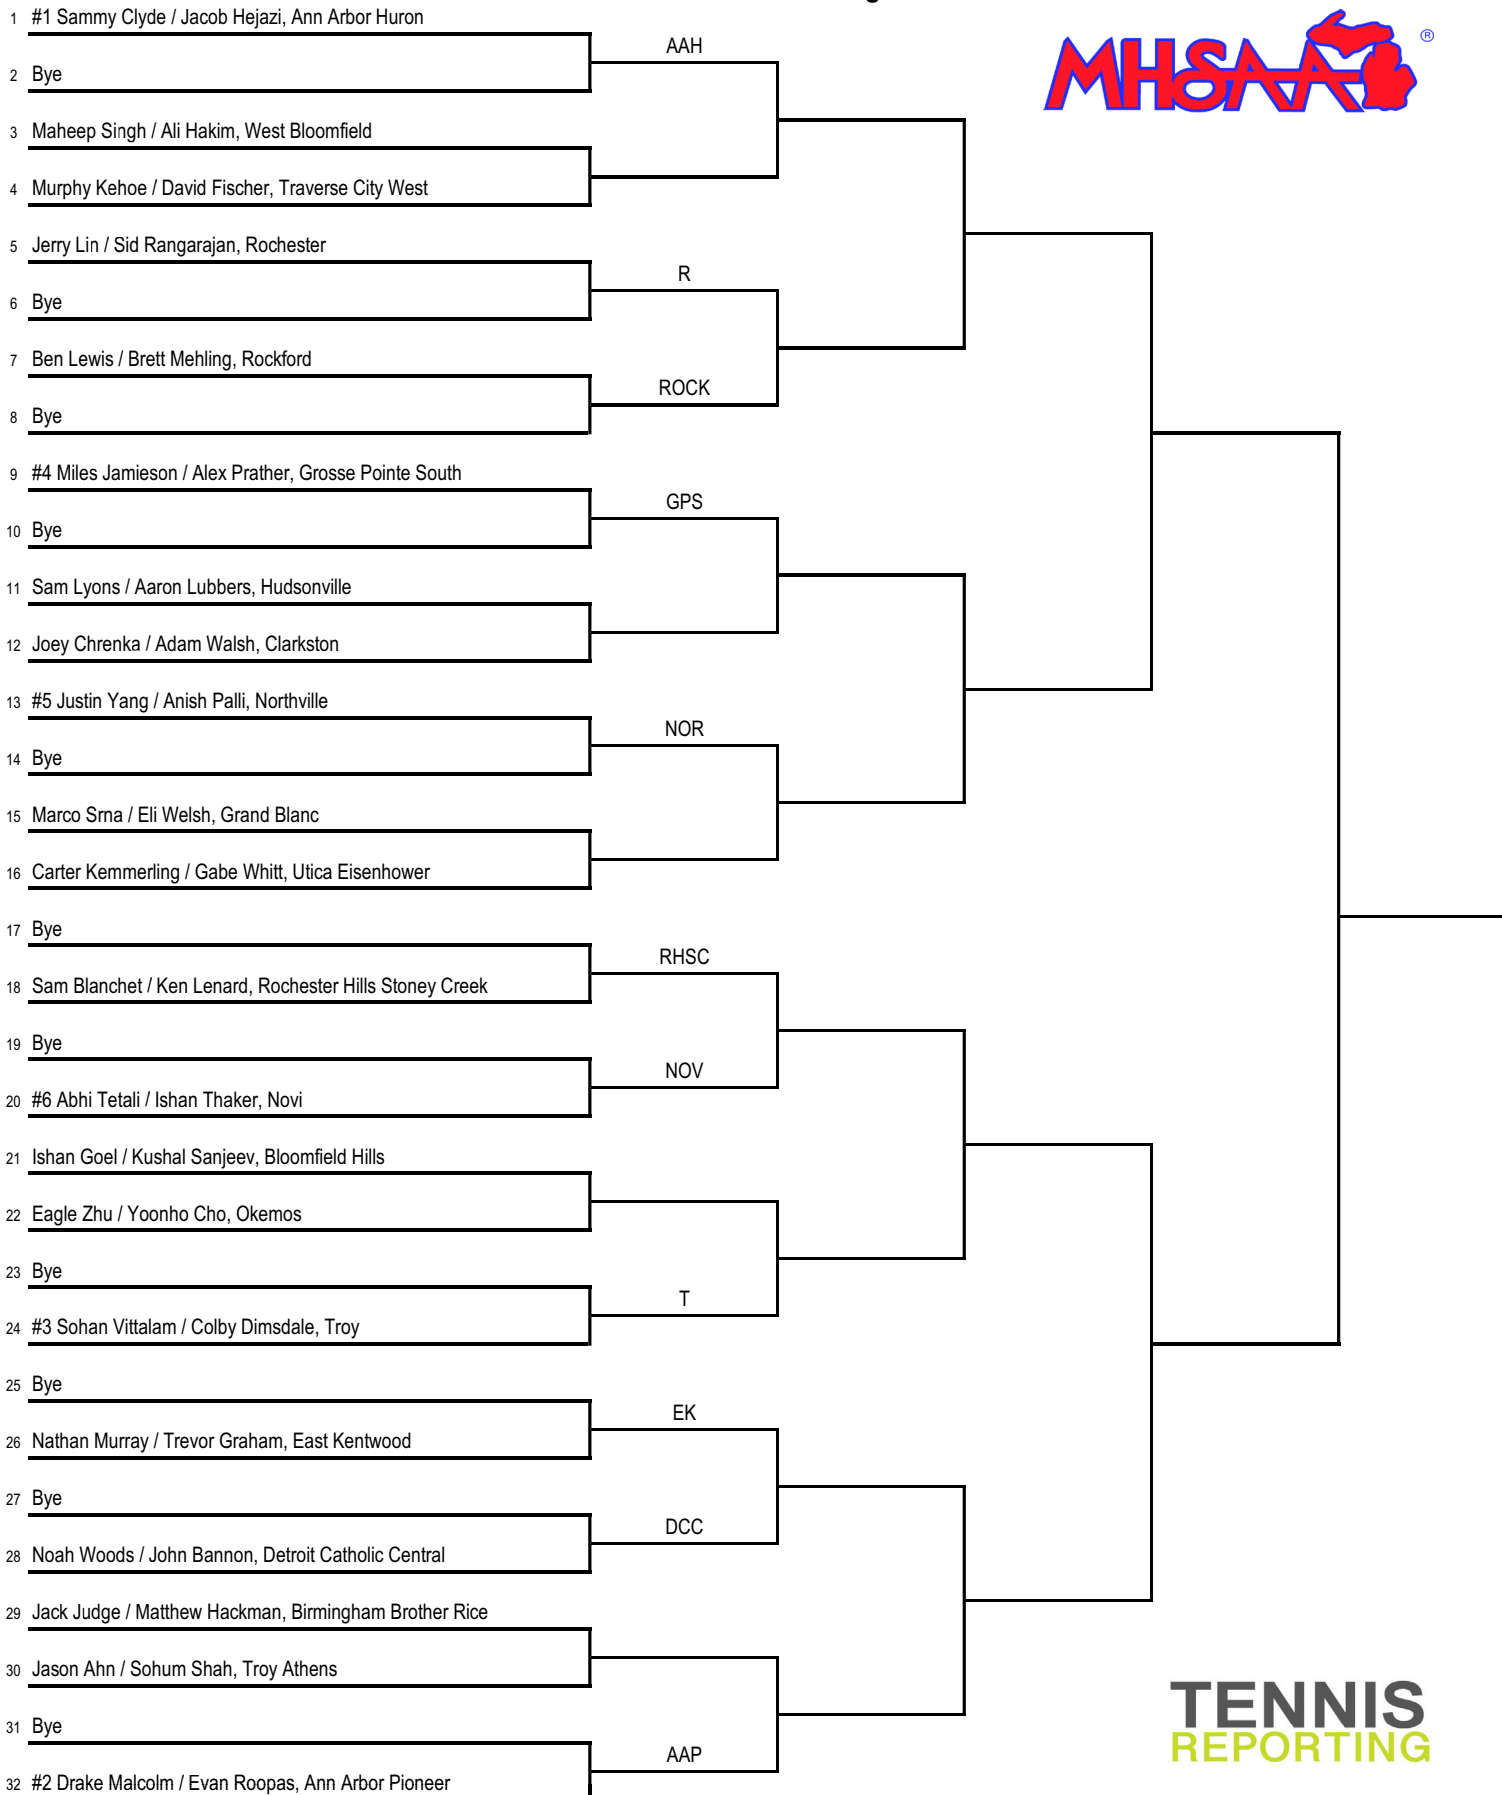 1 #1 Sammy Clyde / Jacob Hejazi, Ann Arbor Huron
AAH
MHSAA ®
2 Bye
3 Maheep Singh / Ali Hakim, West Bloomfield
4 Murphy Kehoe / David Fischer, Traverse City West
5 Jerry Lin / Sid Rangarajan, Rochester
R
6 Bye
7 Ben Lewis / Brett Mehling, Rockford
ROCK
8 Bye
9 #4 Miles Jamieson / Alex Prather, Grosse Pointe South
GPS
10 Bye
11 Sam Lyons / Aaron Lubbers, Hudsonville
12 Joey Chrenka / Adam Walsh, Clarkston
13 #5 Justin Yang / Anish Palli, Northville
NOR
14 Bye
15 Marco Srna / Eli Welsh, Grand Blanc
16 Carter Kemmerling / Gabe Whitt, Utica Eisenhower
17 Bye
RHSC
18 Sam Blanchet / Ken Lenard, Rochester Hills Stoney Creek
19 Bye
NOV
20 #6 Abhi Tetali / Ishan Thaker, Novi
21 Ishan Goel / Kushal Sanjeev, Bloomfield Hills
22 Eagle Zhu / Yoonho Cho, Okemos
23 Bye
T
24 #3 Sohan Vittalam / Colby Dimsdale, Troy
25 Bye
EK
26 Nathan Murray / Trevor Graham, East Kentwood
27 Bye
DCC
28 Noah Woods / John Bannon, Detroit Catholic Central
29 Jack Judge / Matthew Hackman, Birmingham Brother Rice
30 Jason Ahn / Sohum Shah, Troy Athens
31 Bye
AAP
32 #2 Drake Malcolm / Evan Roopas, Ann Arbor Pioneer
TENNIS
REPORTING